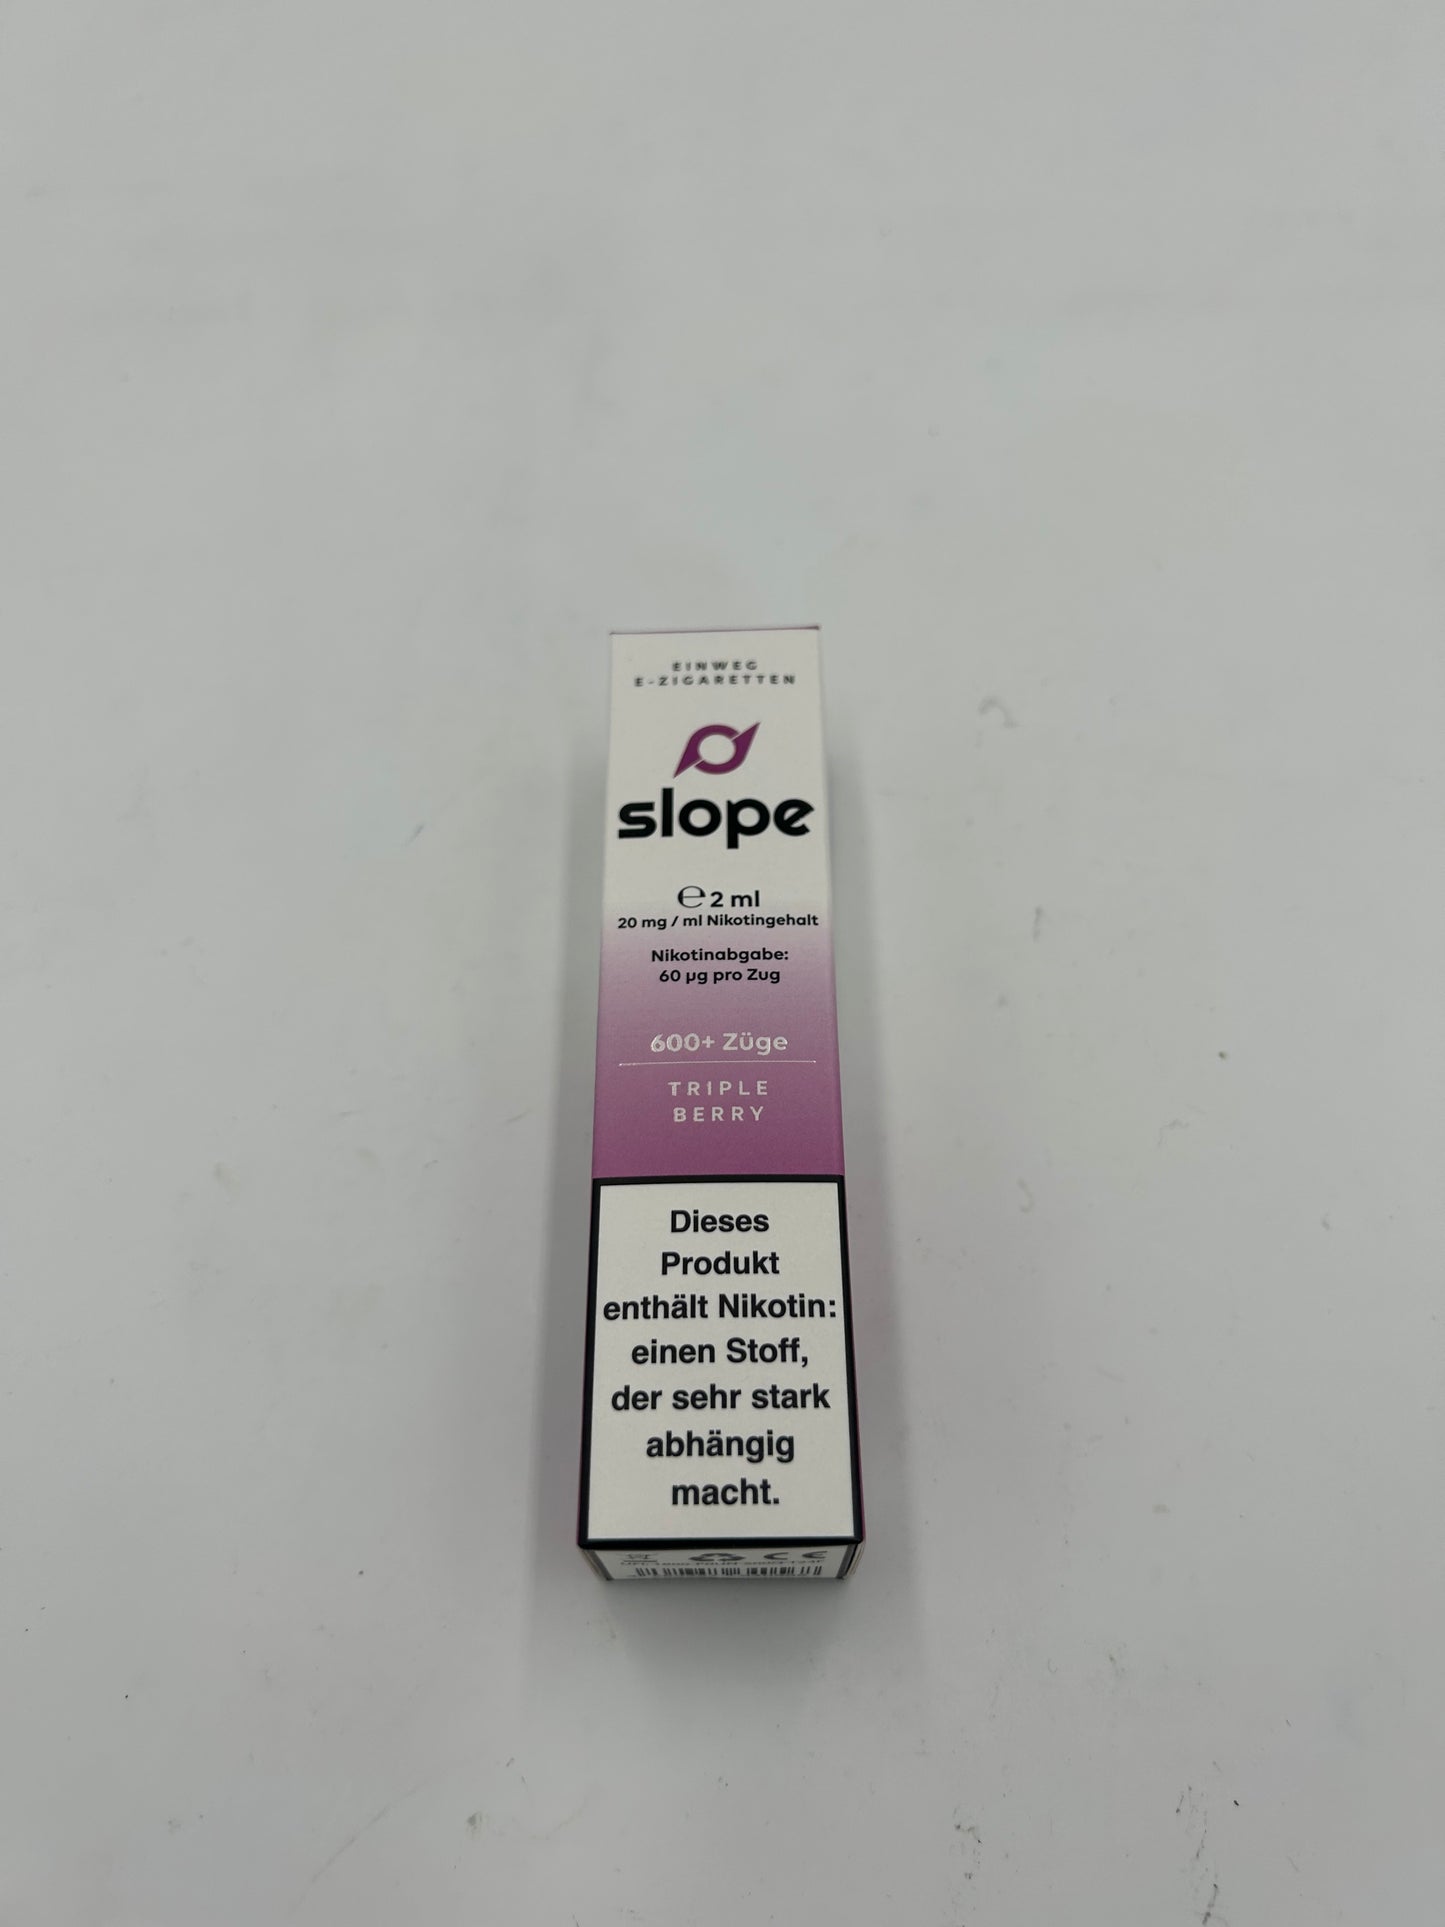 EINWEG
E-ZIGARETTEN
slope
℮ 2 ml
20 mg / ml Nikotingehalt
Nikotinabgabe:
60 µg pro Zug
600+ Züge
TRIPLE
BERRY
Dieses
Produkt
enthält Nikotin:
einen Stoff,
der sehr stark
abhängig
macht.